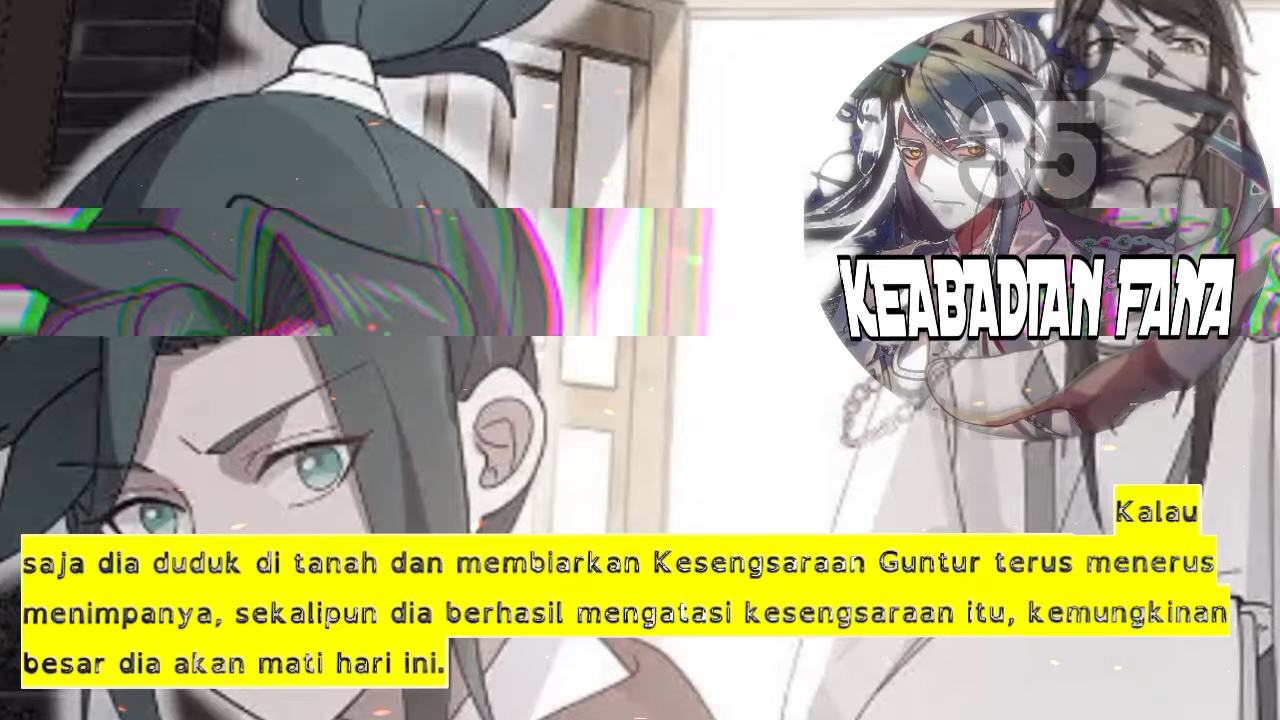 35
KEABADIAN FANA
Kalau
saja dia duduk di tanah dan membiarkan Kesengsaraan Guntur terus menerus
menimpanya, sekalipun dia berhasil mengatasi kesengsaraan itu, kemungkinan
besar dia akan mati hari ini.